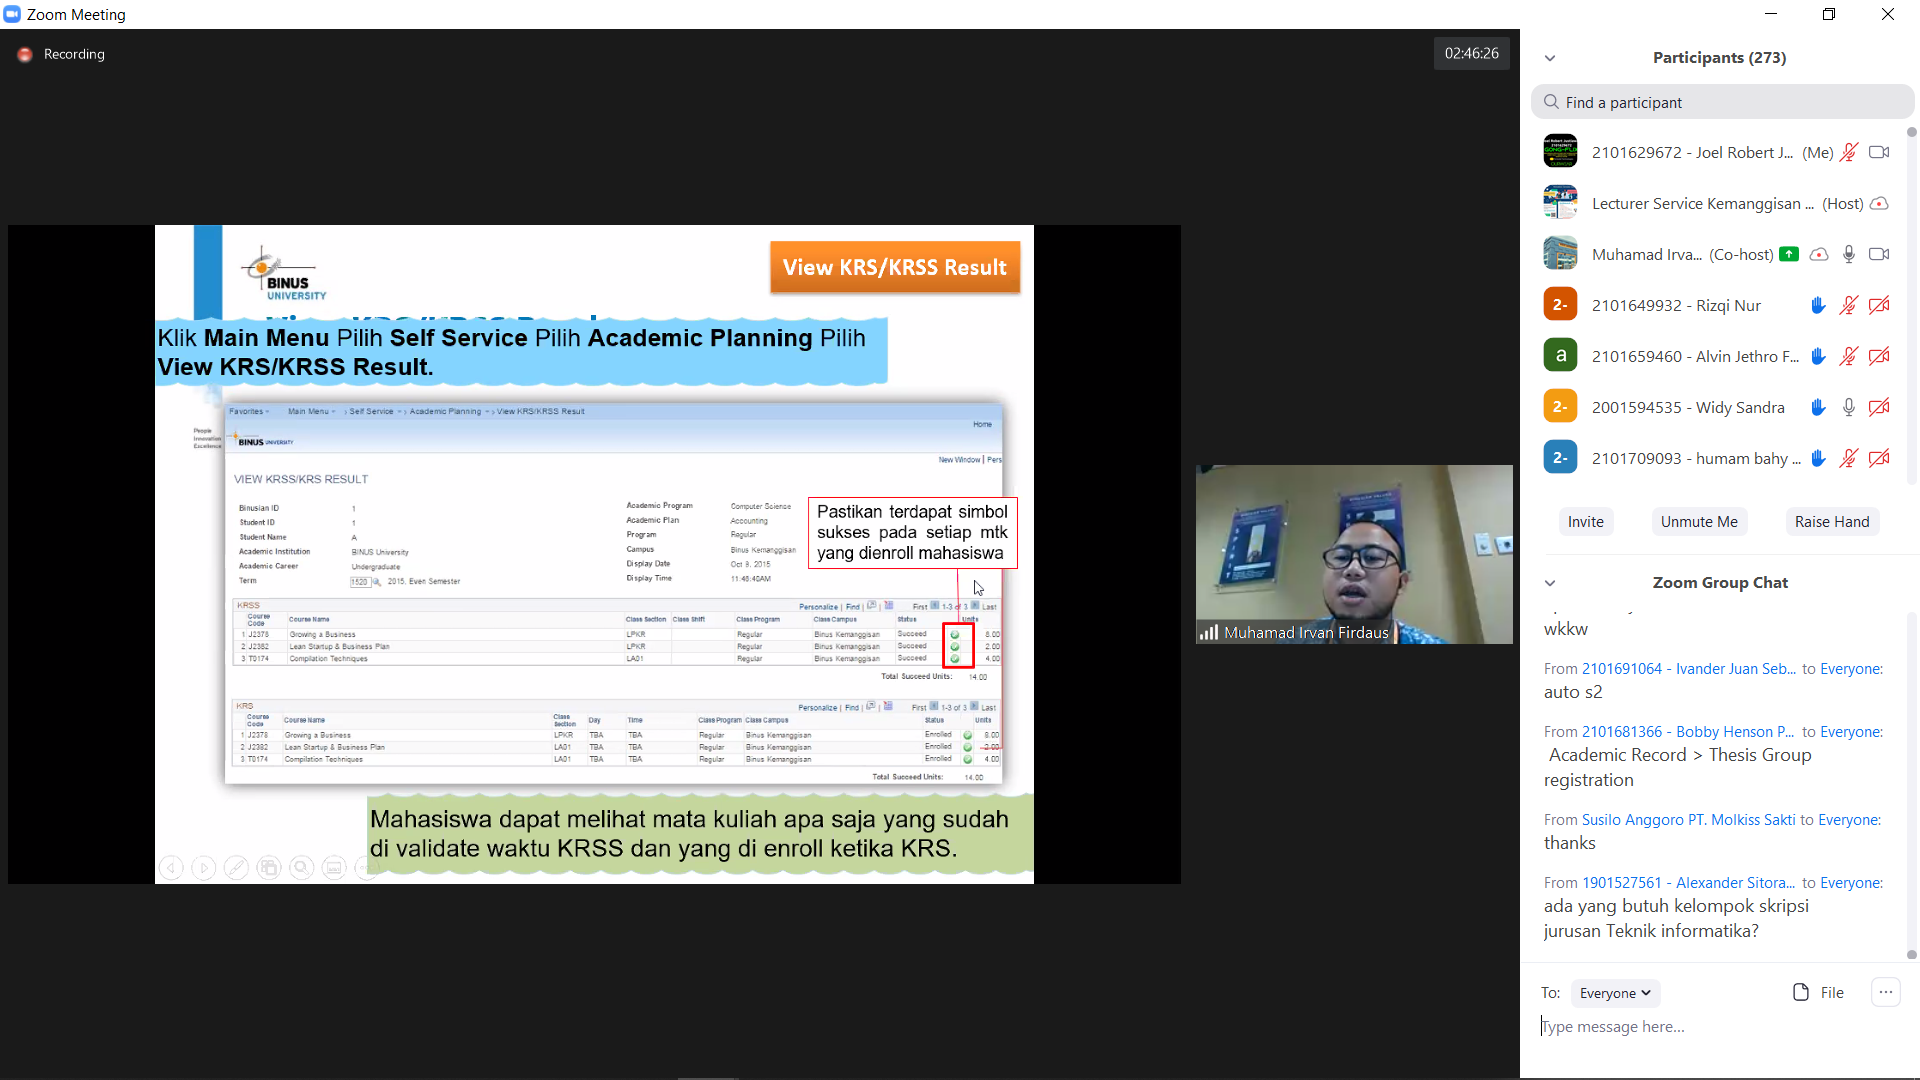 Zoom Meeting
Recording
02:46:26
BINUS
UNIVERSITY
View KRS/KRSS Result
Klik Main Menu Pilih Self Service Pilih Academic Planning Pilih
View KRS/KRSS Result.
People
Innovation
Excellence
Favorites
Main Menu
Self Service
Academic Planning
View KRS/KRSS Result
BINUS UNIVERSITY
Home
New Window | Pers
VIEW KRSS/KRS RESULT
Binusian ID 1
Student ID 1
Student Name A
Academic Institution BINUS University
Academic Career Undergraduate
Term 1520 2015, Even Semester
Academic Program Computer Science
Academic Plan Accounting
Program Regular
Campus Binus Kemanggisan
Display Date Oct 9, 2015
Display Time 11:46:40AM
Pastikan terdapat simbol
sukses pada setiap mtk
yang dienroll mahasiswa
KRSS
Personalize | Find | First 1-3 of 3 Last
Course Code Course Name Class Section Class Shift Class Program Class Campus Status Units
1 J2378 Growing a Business LPKR Regular Binus Kemanggisan Succeed 8.00
2 J2382 Lean Startup & Business Plan LPKR Regular Binus Kemanggisan Succeed 2.00
3 T0174 Compilation Techniques LA01 Regular Binus Kemanggisan Succeed 4.00
Total Succeed Units: 14.00
KRS
Personalize | Find | First 1-3 of 3 Last
Course Code Course Name Class Section Day Time Class Program Class Campus Status Units
1 J2378 Growing a Business LPKR TBA TBA Regular Binus Kemanggisan Enrolled 8.00
2 J2382 Lean Startup & Business Plan LA01 TBA TBA Regular Binus Kemanggisan Enrolled 2.00
3 T0174 Compilation Techniques LA01 TBA TBA Regular Binus Kemanggisan Enrolled 4.00
Total Succeed Units: 14.00
Mahasiswa dapat melihat mata kuliah apa saja yang sudah
di validate waktu KRSS dan yang di enroll ketika KRS.
Muhamad Irvan Firdaus
Participants (273)
Find a participant
2101629672 - Joel Robert J... (Me)
Lecturer Service Kemanggisan ... (Host)
Muhamad Irva... (Co-host)
2- 2101649932 - Rizqi Nur
a 2101659460 - Alvin Jethro F...
2- 2001594535 - Widy Sandra
2- 2101709093 - humam bahy ...
Invite
Unmute Me
Raise Hand
Zoom Group Chat
wkkw
From 2101691064 - Ivander Juan Seb... to Everyone:
auto s2
From 2101681366 - Bobby Henson P... to Everyone:
Academic Record > Thesis Group
registration
From Susilo Anggoro PT. Molkiss Sakti to Everyone:
thanks
From 1901527561 - Alexander Sitora... to Everyone:
ada yang butuh kelompok skripsi
jurusan Teknik informatika?
To: Everyone
File
...
Type message here...